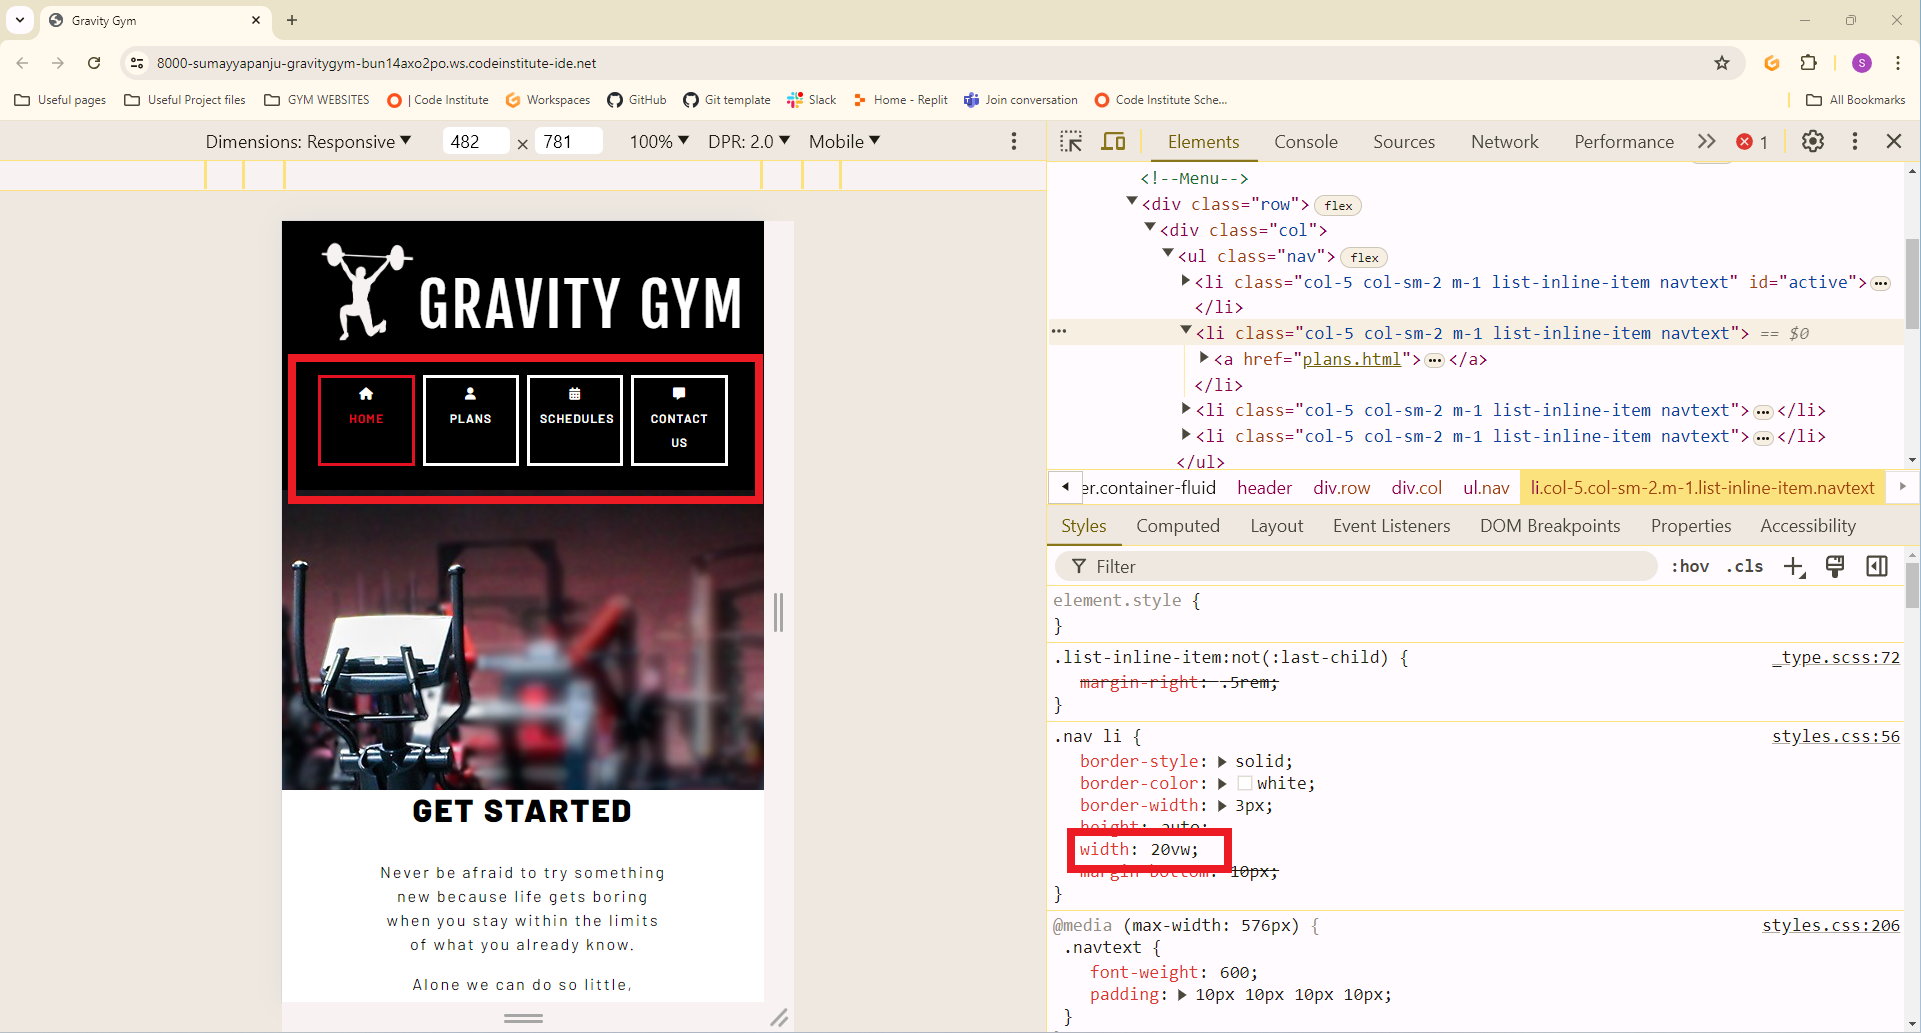 Gravity Gym
8000-sumayyapanju-gravitygym-bun14axo2po.ws.codeinstitute-ide.net
S
Useful pages
Useful Project files
GYM WEBSITES
| Code Institute
Workspaces
GitHub
Git template
Slack
Home - Replit
Join conversation
Code Institute Sche...
All Bookmarks
Dimensions: Responsive
482 × 781
100%
DPR: 2.0
Mobile
GRAVITY GYM
HOME
PLANS
SCHEDULES
CONTACT
US
GET STARTED
Never be afraid to try something
new because life gets boring
when you stay within the limits
of what you already know.
Alone we can do so little,
Elements
Console
Sources
Network
Performance
1
<!--Menu-->
<div class="row"> flex
<div class="col">
<ul class="nav"> flex
<li class="col-5 col-sm-2 m-1 list-inline-item navtext" id="active"> …
</li>
<li class="col-5 col-sm-2 m-1 list-inline-item navtext"> == $0
<a href="plans.html"> … </a>
</li>
<li class="col-5 col-sm-2 m-1 list-inline-item navtext"> … </li>
<li class="col-5 col-sm-2 m-1 list-inline-item navtext"> … </li>
</ul>
er.container-fluid header div.row div.col ul.nav li.col-5.col-sm-2.m-1.list-inline-item.navtext
Styles
Computed
Layout
Event Listeners
DOM Breakpoints
Properties
Accessibility
Filter
:hov .cls
element.style {
}
.list-inline-item:not(:last-child) { _type.scss:72
margin-right: .5rem;
}
.nav li { styles.css:56
border-style: solid;
border-color: white;
border-width: 3px;
height: auto;
width: 20vw;
margin-bottom: 10px;
}
@media (max-width: 576px) { styles.css:206
.navtext {
font-weight: 600;
padding: 10px 10px 10px 10px;
}